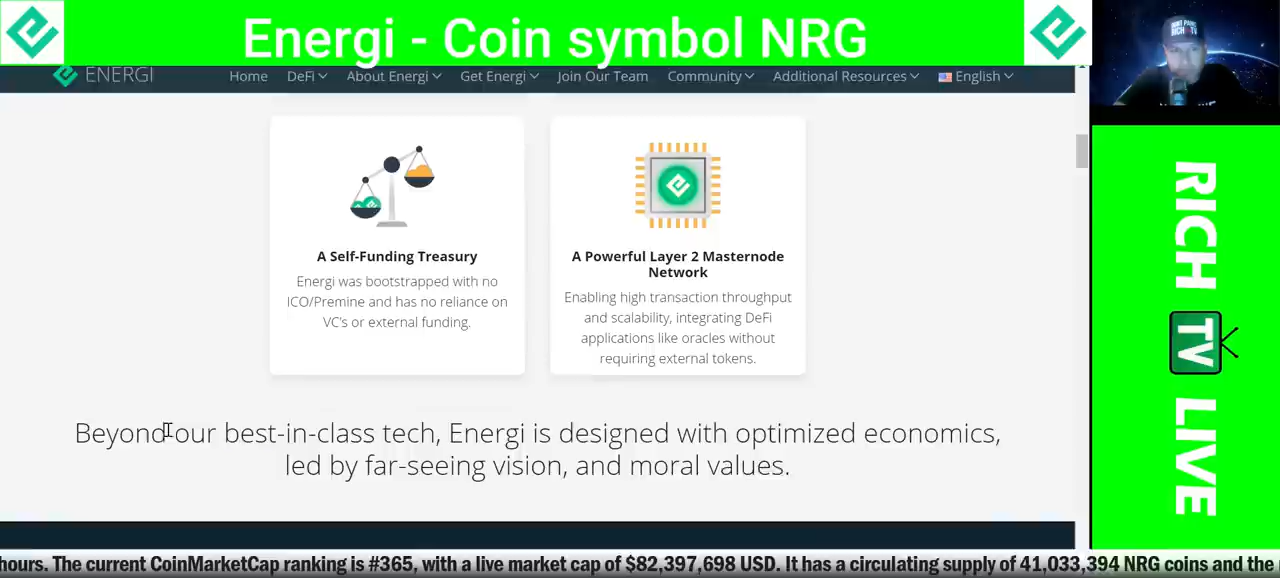 Energi - Coin symbol NRG
ENERGI
Home DeFi About Energi Get Energi Join Our Team Community Additional Resources English
A Self-Funding Treasury
Energi was bootstrapped with no
ICO/Premine and has no reliance on
VC's or external funding.
A Powerful Layer 2 Masternode
Network
Enabling high transaction throughput
and scalability, integrating DeFi
applications like oracles without
requiring external tokens.
Beyond our best-in-class tech, Energi is designed with optimized economics,
led by far-seeing vision, and moral values.
RICH TV LIVE
hours. The current CoinMarketCap ranking is #365, with a live market cap of $82,397,698 USD. It has a circulating supply of 41,033,394 NRG coins and the